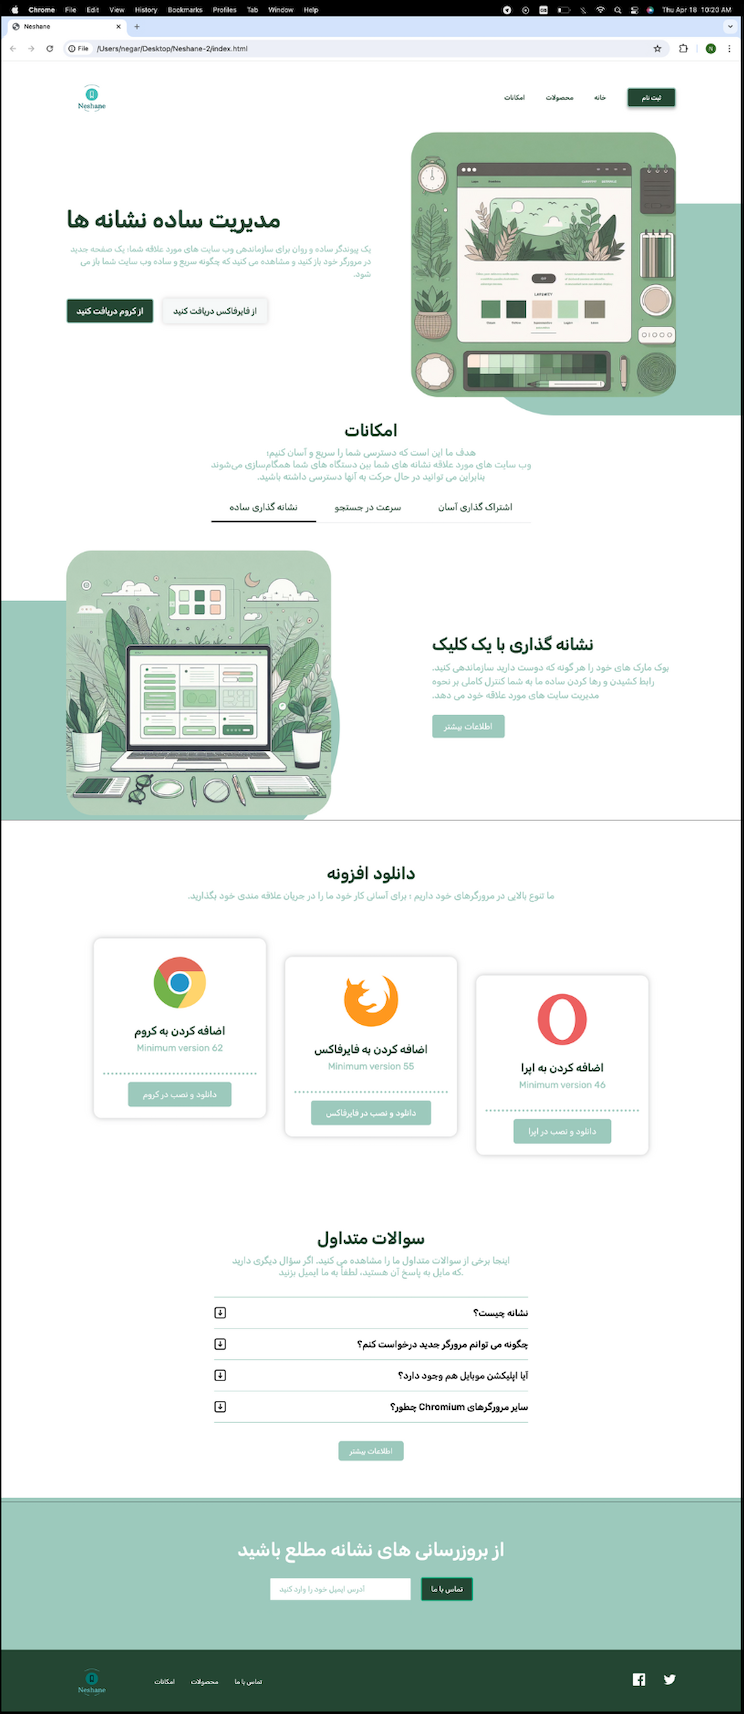 Chrome File Edit View History Bookmarks Profiles Tab Window Help
Thu Apr 18 10:20 AM
Neshane
File /Users/negar/Desktop/Neshane-2/index.html
N
Neshane
ثبت نام
خانه
محصولات
امکانات
مدیریت ساده نشانه ها
یک پیوندگر ساده و روان برای سازماندهی وب سایت های مورد علاقه شما؛ یک صفحه جدید
در مرورگر خود باز کنید و مشاهده می کنید که چگونه سریع و ساده وب سایت شما باز می
شود.
از فایرفاکس دریافت کنید
از کروم دریافت کنید
امکانات
هدف ما این است که دسترسی شما را سریع و آسان کنیم؛
وب سایت های مورد علاقه نشانه های شما بین دستگاه های شما همگام‌سازی می‌شوند
بنابراین می توانید در حال حرکت به آنها دسترسی داشته باشید.
اشتراک گذاری آسان
سرعت در جستجو
نشانه گذاری ساده
نشانه گذاری با یک کلیک
بوک مارک های خود را هر گونه که دوست دارید سازماندهی کنید.
رابط کشیدن و رها کردن ساده ما به شما کنترل کاملی بر نحوه
مدیریت سایت های مورد علاقه خود می دهد.
اطلاعات بیشتر
دانلود افزونه
ما تنوع بالایی در مرورگرهای خود داریم ؛ برای آسانی کار خود ما را در جریان علاقه مندی خود بگذارید.
اضافه کردن به کروم
Minimum version 62
دانلود و نصب در کروم
اضافه کردن به فایرفاکس
Minimum version 55
دانلود و نصب در فایرفاکس
اضافه کردن به اپرا
Minimum version 46
دانلود و نصب در اپرا
سوالات متداول
اینجا برخی از سوالات متداول ما را مشاهده می کنید. اگر سؤال دیگری دارید
که مایل به پاسخ آن هستید، لطفاً به ما ایمیل بزنید.
نشانه چیست؟
چگونه می توانم مرورگر جدید درخواست کنم؟
آیا اپلیکشن موبایل هم وجود دارد؟
سایر مرورگرهای Chromium چطور؟
اطلاعات بیشتر
از بروزرسانی های نشانه مطلع باشید
تماس با ما
آدرس ایمیل خود را وارد کنید
Neshane
تماس با ما
محصولات
امکانات